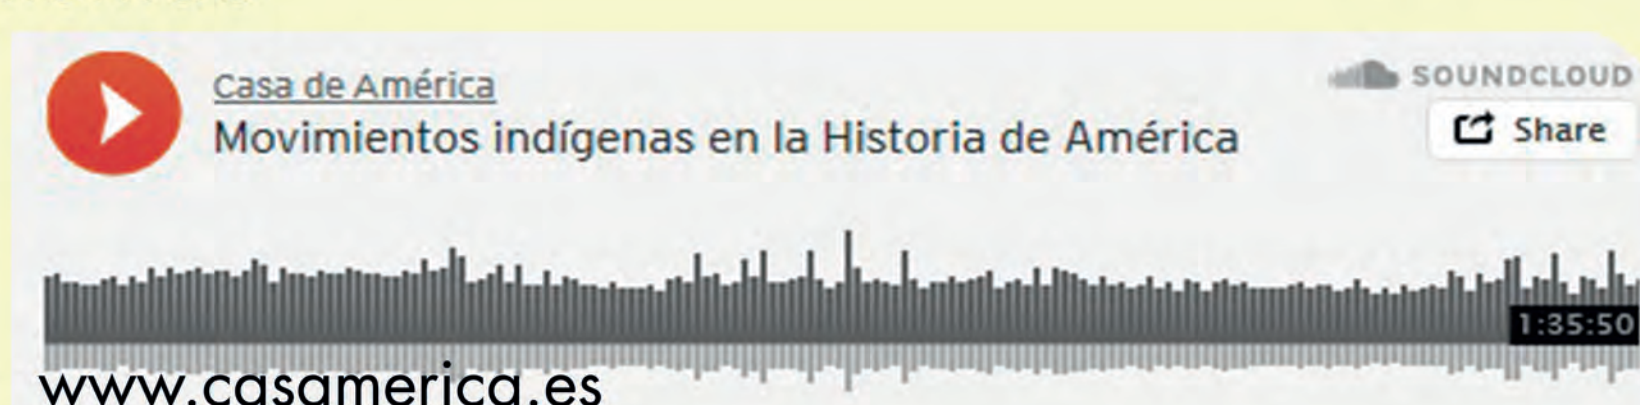 Casa de América
SOUNDCLOUD
Movimientos indígenas en la Historia de América
Share
1:35:50
www.casamerica.es